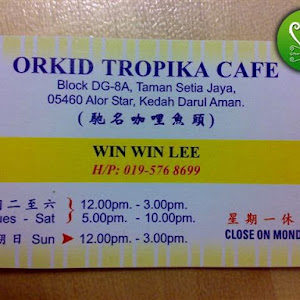 ORKID TROPIKA CAFE
Block DG-8A, Taman Setia Jaya,
05460 Alor Star, Kedah Darul Aman.
(馳名咖哩魚頭)
WIN WIN LEE
H/P: 019-576 8699
二至六 12.00pm. - 3.00pm.
ues - Sat 5.00pm. - 10.00pm.
期日 Sun 12.00pm. - 3.00pm.
星期一休
CLOSE ON MOND